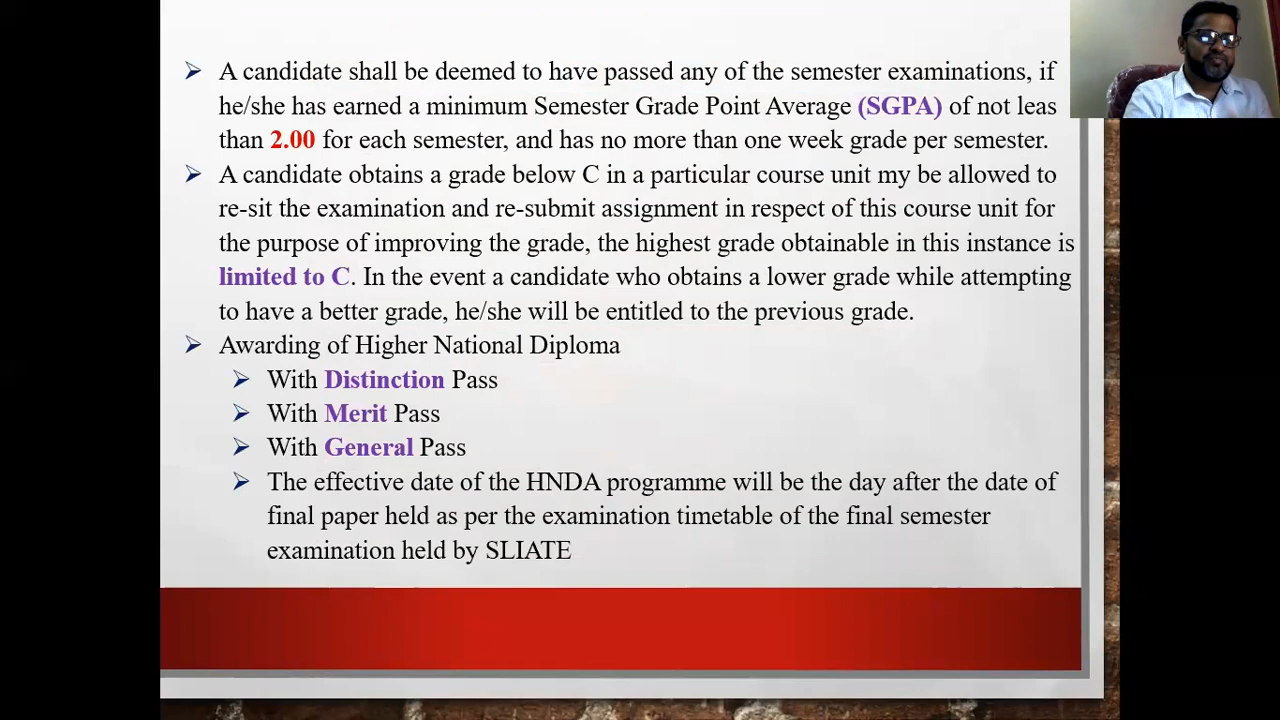 A candidate shall be deemed to have passed any of the semester examinations, if
he/she has earned a minimum Semester Grade Point Average (SGPA) of not leas
than 2.00 for each semester, and has no more than one week grade per semester.
A candidate obtains a grade below C in a particular course unit my be allowed to
re-sit the examination and re-submit assignment in respect of this course unit for
the purpose of improving the grade, the highest grade obtainable in this instance is
limited to C. In the event a candidate who obtains a lower grade while attempting
to have a better grade, he/she will be entitled to the previous grade.
Awarding of Higher National Diploma
With Distinction Pass
With Merit Pass
With General Pass
The effective date of the HNDA programme will be the day after the date of
final paper held as per the examination timetable of the final semester
examination held by SLIATE